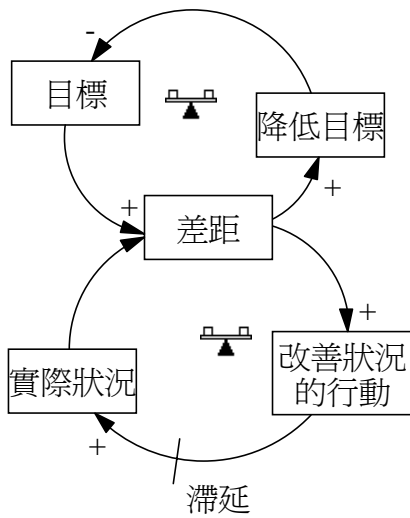 -
目標
降低目標
+
+
差距
+
實際狀況
改善狀況
的行動
+
滯延